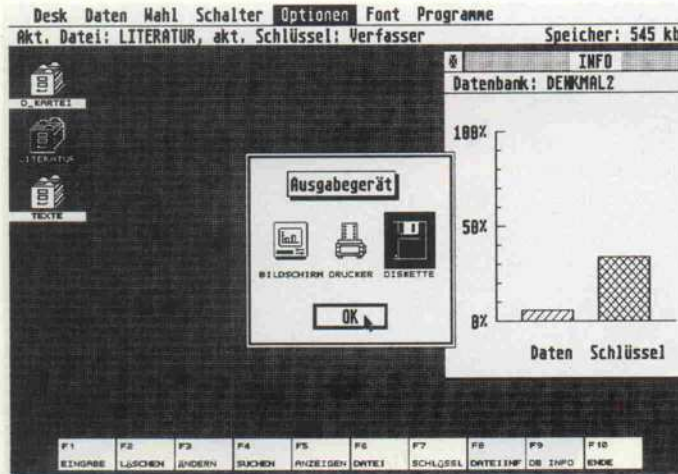 Desk Daten Wahl Schalter Optionen Font Programme
Akt. Datei: LITERATUR, akt. Schlüssel: Verfasser Speicher: 545 kb
INFO
Datenbank: DENKMAL2
D_KARTEI
LITERATUR
TEXTE
100%
50%
0%
Daten Schlüssel
Ausgabegerät
BILDSCHIRM DRUCKER DISKETTE
OK
F1 F2 F3 F4 F5 F6 F7 F8 F9 F10
EINGABE LöSCHEN äNDERN SUCHEN ANZEIGEN DATEI SCHLüSSL DATEIINF DB INFO ENDE